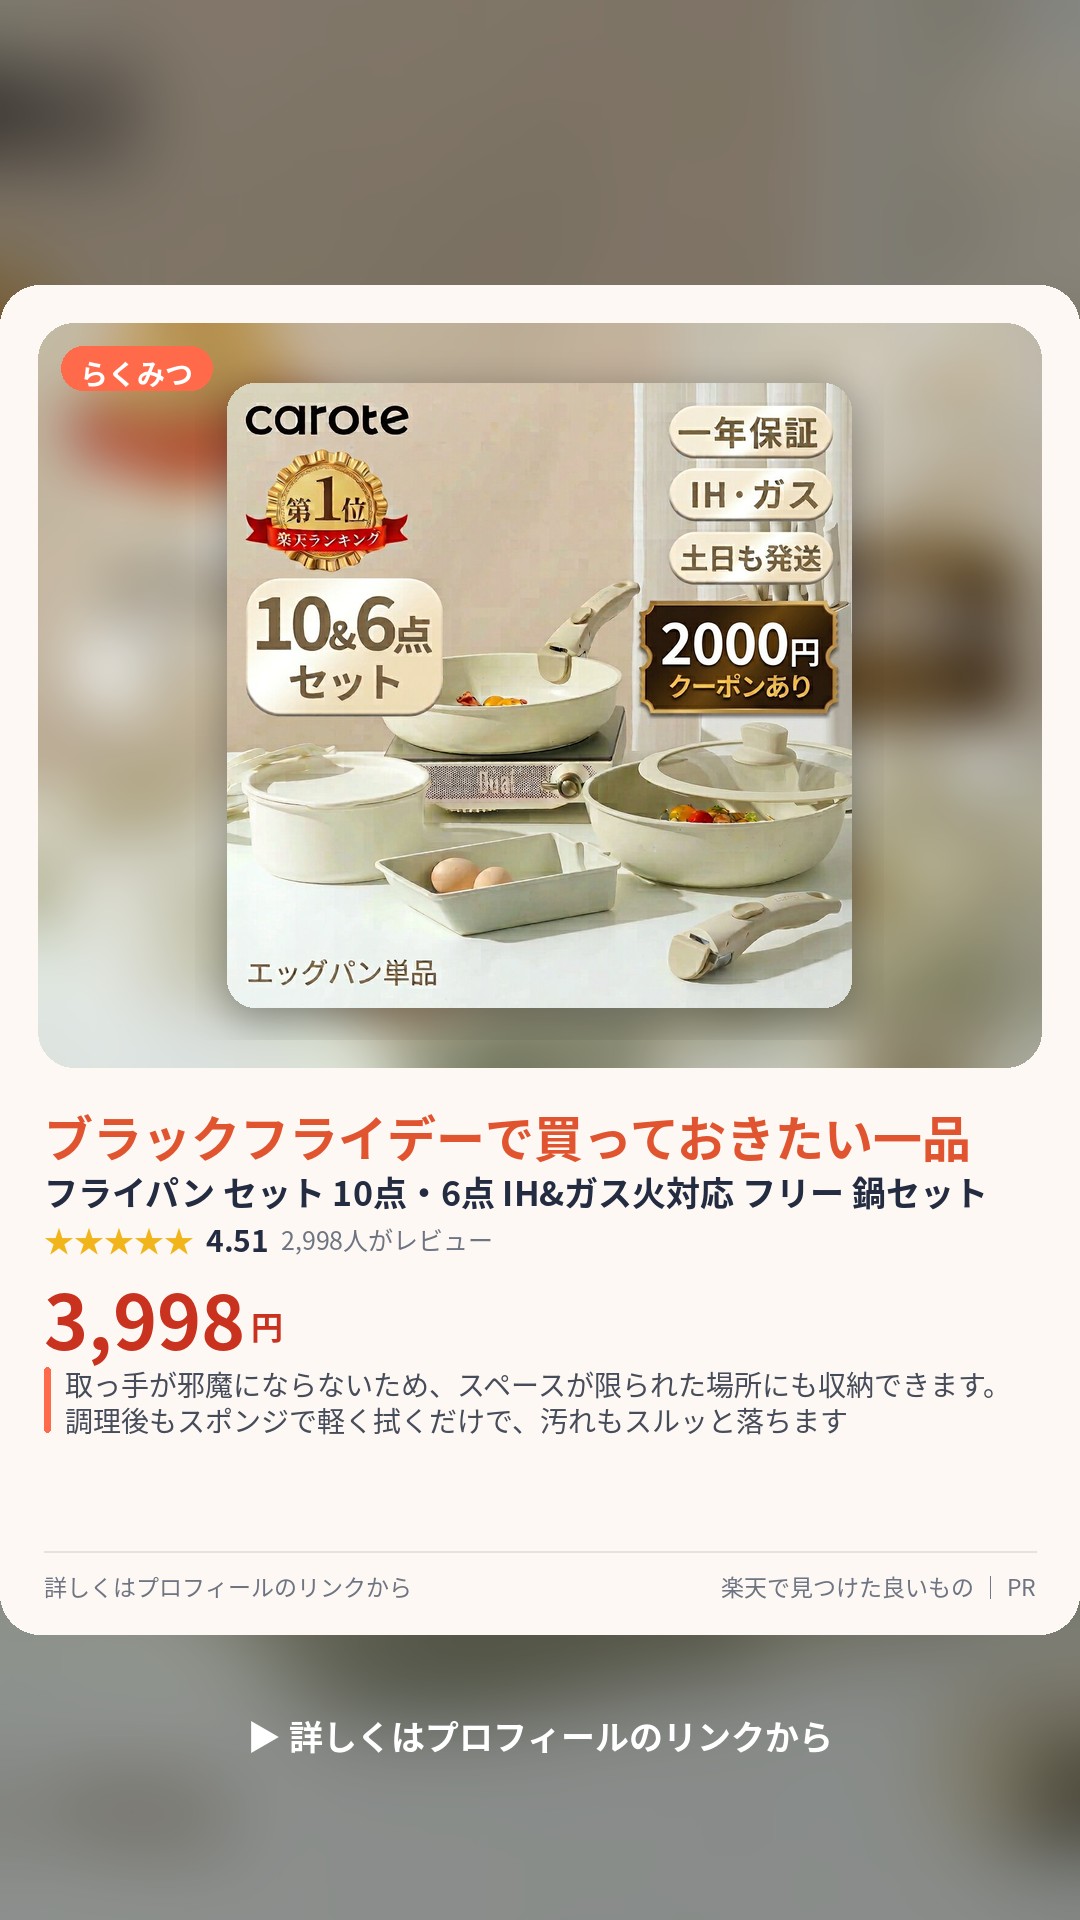 らくみつ
carote
第1位
楽天ランキング
10&6点
セット
一年保証
IH・ガス
土日も発送
2000円
クーポンあり
Dual
エッグパン単品
ブラックフライデーで買っておきたい一品
フライパン セット 10点・6点 IH&ガス火対応 フリー 鍋セット
★★★★★ 4.51 2,998人がレビュー
3,998円
取っ手が邪魔にならないため、スペースが限られた場所にも収納できます。
調理後もスポンジで軽く拭くだけで、汚れもスルッと落ちます
詳しくはプロフィールのリンクから
楽天で見つけた良いもの｜PR
▶ 詳しくはプロフィールのリンクから